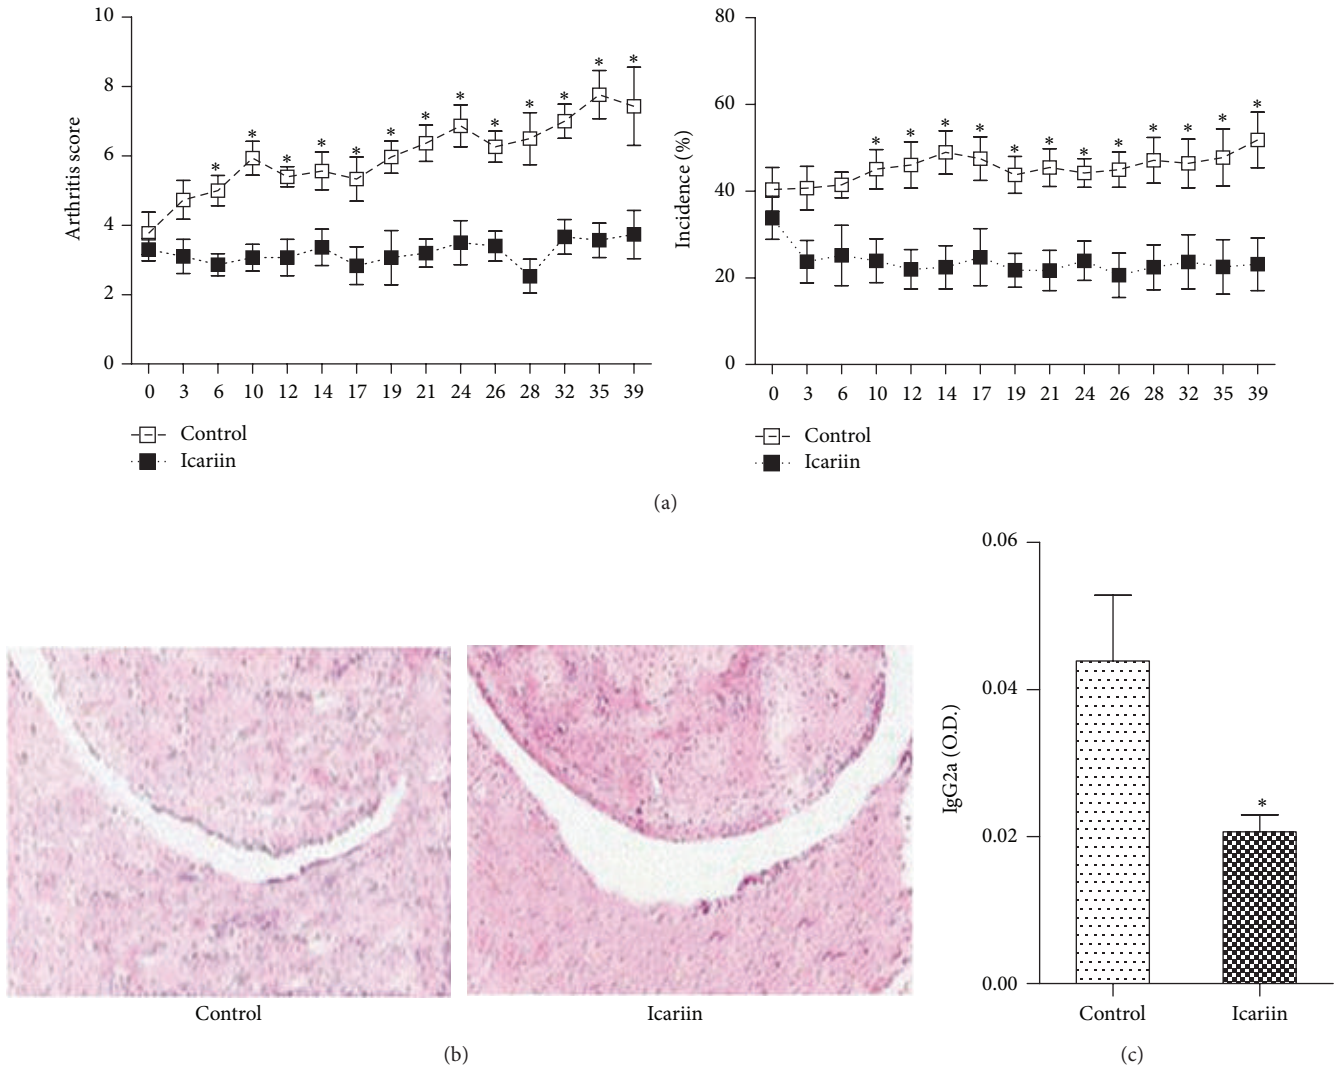 10
8
6
4
2
0
Arthritis score
* * * * * * * * * * * * *
0 3 6 10 12 14 17 19 21 24 26 28 32 35 39
Control
Icariin
80
60
40
20
0
Incidence (%)
* * * * * * * * * * * *
0 3 6 10 12 14 17 19 21 24 26 28 32 35 39
Control
Icariin
(a)
Control
Icariin
(b)
0.06
0.04
0.02
0.00
IgG2a (O.D.)
*
Control
Icariin
(c)